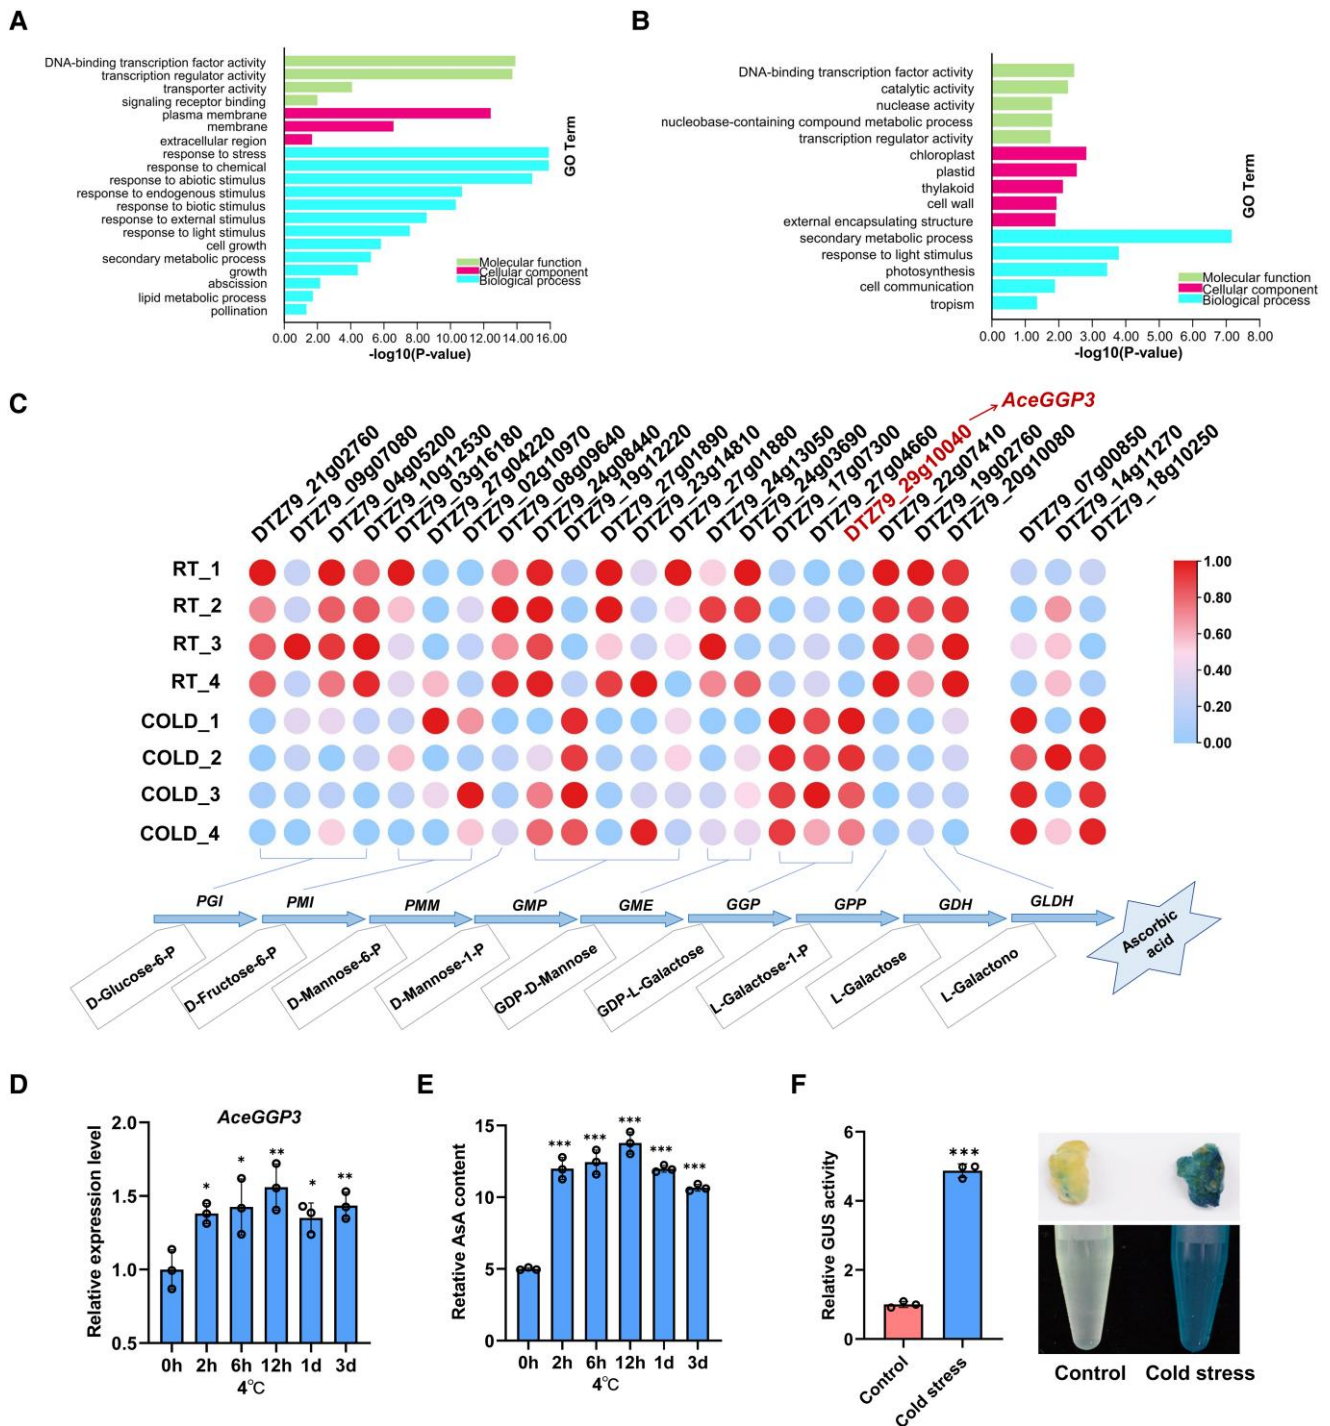 A
DNA-binding transcription factor activity
transcription regulator activity
transporter activity
signaling receptor binding
plasma membrane
membrane
extracellular region
response to stress
response to chemical
response to abiotic stimulus
response to endogenous stimulus
response to biotic stimulus
response to external stimulus
response to light stimulus
cell growth
secondary metabolic process
growth
abscission
lipid metabolic process
pollination
GO Term
Molecular function
Cellular component
Biological process
0.00 2.00 4.00 6.00 8.00 10.00 12.00 14.00 16.00
-log10(P-value)
B
DNA-binding transcription factor activity
catalytic activity
nuclease activity
nucleobase-containing compound metabolic process
transcription regulator activity
chloroplast
plastid
thylakoid
cell wall
external encapsulating structure
secondary metabolic process
response to light stimulus
photosynthesis
cell communication
tropism
GO Term
Molecular function
Cellular component
Biological process
0.00 1.00 2.00 3.00 4.00 5.00 6.00 7.00 8.00
-log10(P-value)
C
AceGGP3
DTZ79_21g02760
DTZ79_09g07080
DTZ79_04g05200
DTZ79_10g12530
DTZ79_03g16180
DTZ79_27g04220
DTZ79_02g10970
DTZ79_08g09640
DTZ79_24g08440
DTZ79_19g12220
DTZ79_27g01890
DTZ79_23g14810
DTZ79_27g01880
DTZ79_24g13050
DTZ79_24g03690
DTZ79_17g07300
DTZ79_27g04660
DTZ79_29g10040
DTZ79_22g07410
DTZ79_19g02760
DTZ79_20g10080
DTZ79_07g00850
DTZ79_14g11270
DTZ79_18g10250
RT_1
RT_2
RT_3
RT_4
COLD_1
COLD_2
COLD_3
COLD_4
1.00
0.80
0.60
0.40
0.20
0.00
PGI PMI PMM GMP GME GGP GPP GDH GLDH
D-Glucose-6-P
D-Fructose-6-P
D-Mannose-6-P
D-Mannose-1-P
GDP-D-Mannose
GDP-L-Galactose
L-Galactose-1-P
L-Galactose
L-Galactono
Ascorbic
acid
D
AceGGP3
Relative expression level
2.0
1.5
1.0
0.5
* * ** * **
0h 2h 6h 12h 1d 3d
4℃
E
Retative AsA content
15
10
5
0
*** *** *** *** ***
0h 2h 6h 12h 1d 3d
4℃
F
Relative GUS activity
6
4
2
0
***
Control
Cold stress
Control Cold stress